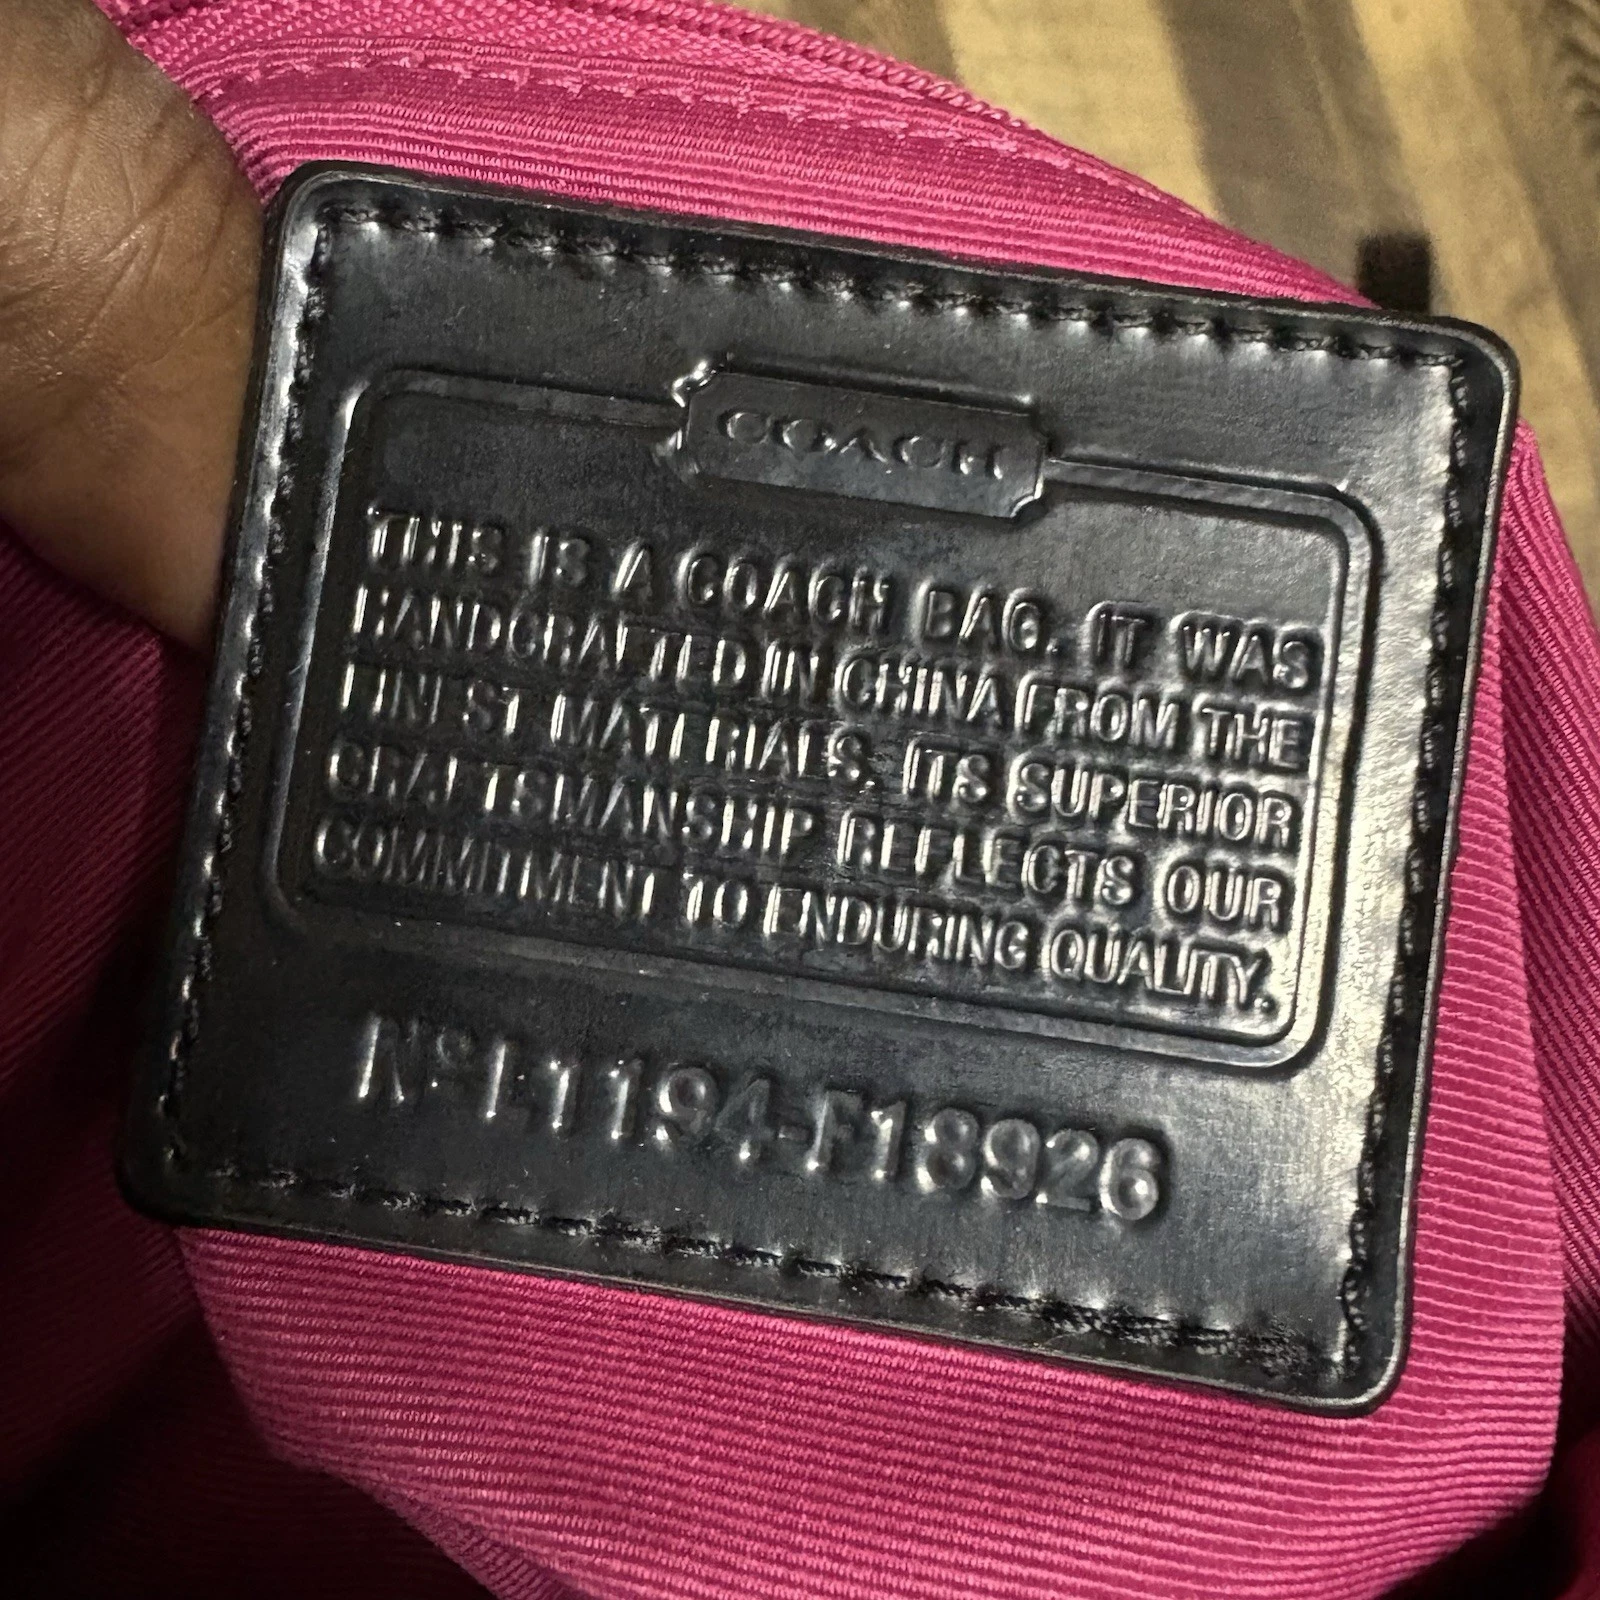 COACH
THIS IS A COACH BAG. IT WAS
HANDCRAFTED IN CHINA FROM THE
FINEST MATERIALS. ITS SUPERIOR
CRAFTSMANSHIP REFLECTS OUR
COMMITMENT TO ENDURING QUALITY.
Nº L1194-F18926